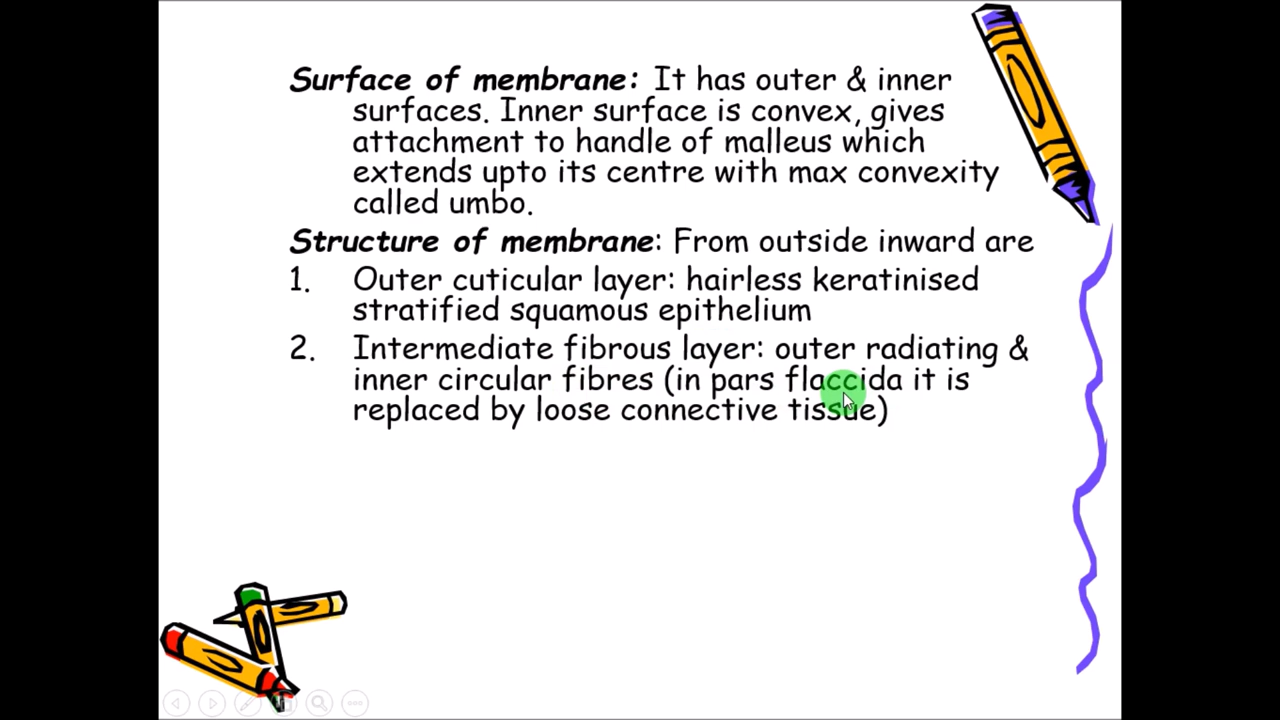 Surface of membrane: It has outer & inner
surfaces. Inner surface is convex, gives
attachment to handle of malleus which
extends upto its centre with max convexity
called umbo.
Structure of membrane: From outside inward are
1. Outer cuticular layer: hairless keratinised
stratified squamous epithelium
2. Intermediate fibrous layer: outer radiating &
inner circular fibres (in pars flaccida it is
replaced by loose connective tissue)